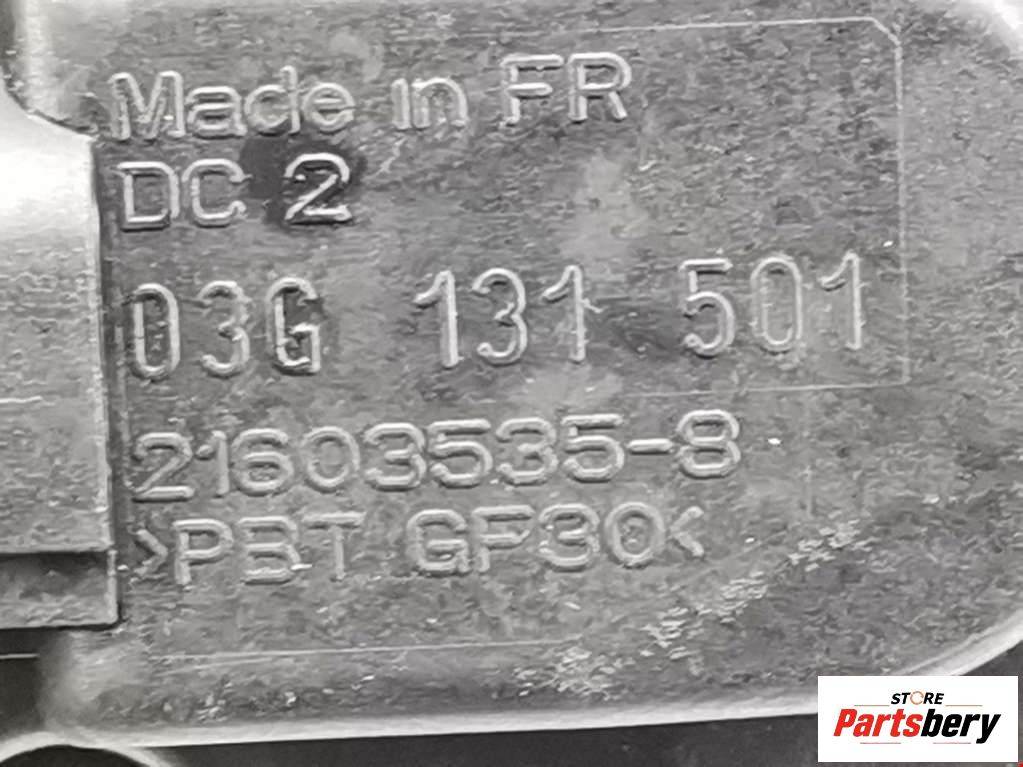 Made in FR
DC 2
03G 131 501
21603535-8
>PBT GF30<
STORE
Partsbery